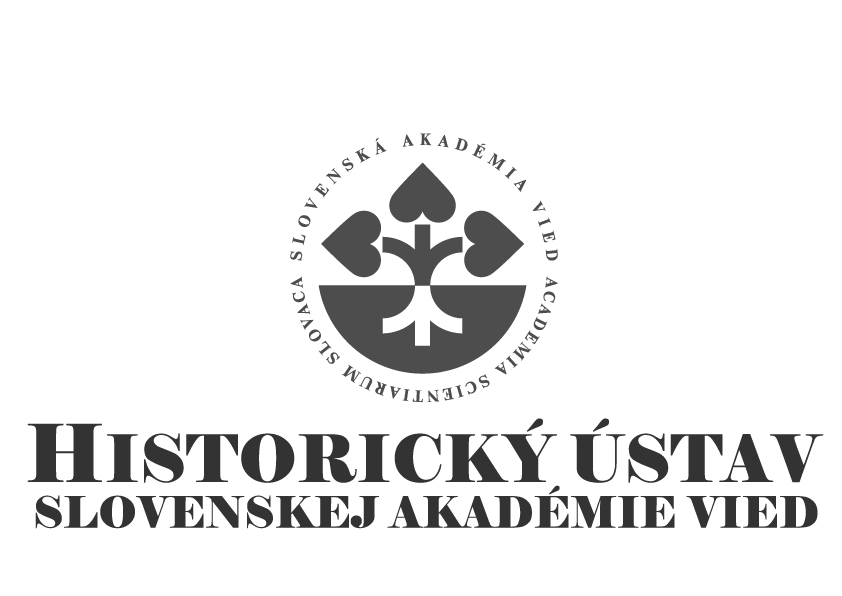 SLOVENSKÁ AKADÉMIA VIED
ACADEMIA SCIENTIARUM SLOVACA
HISTORICKÝ ÚSTAV
SLOVENSKEJ AKADÉMIE VIED